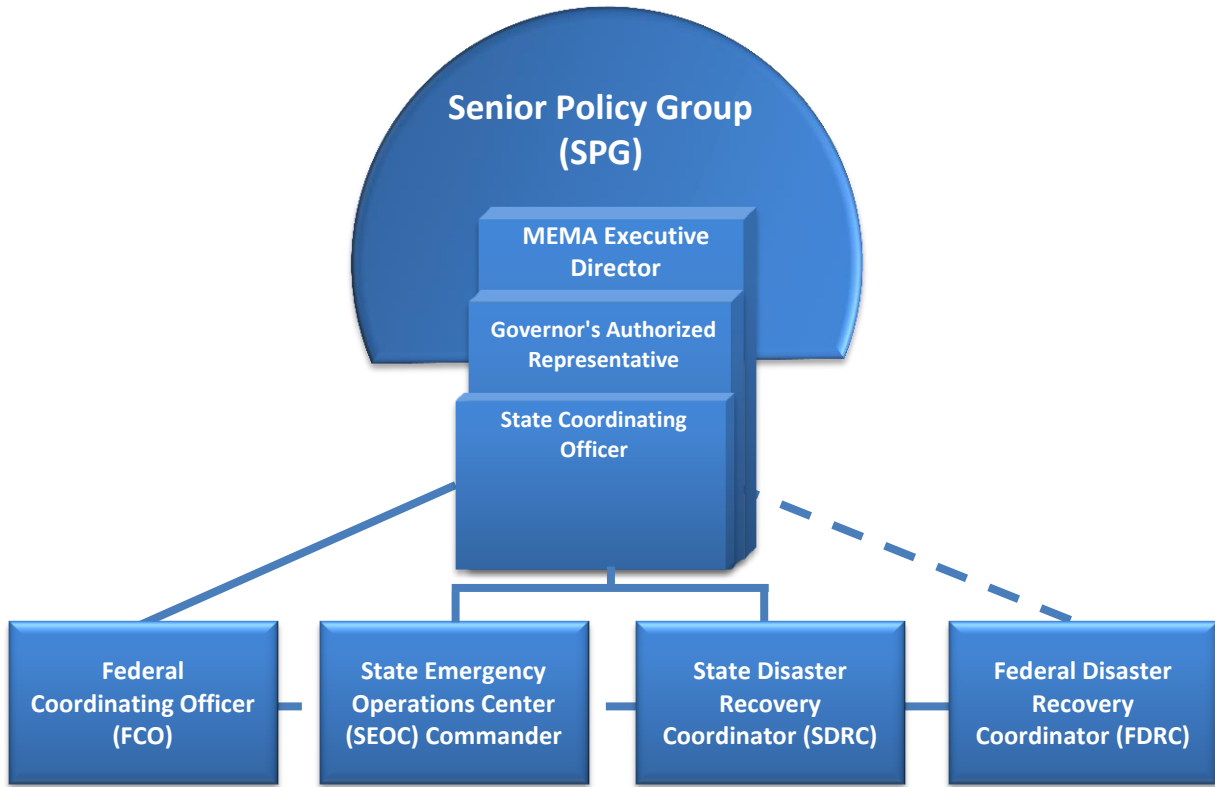 Senior Policy Group
(SPG)
MEMA Executive
Director
Governor's Authorized
Representative
State Coordinating
Officer
Federal
Coordinating Officer
(FCO)
State Emergency
Operations Center
(SEOC) Commander
State Disaster
Recovery
Coordinator (SDRC)
Federal Disaster
Recovery
Coordinator (FDRC)